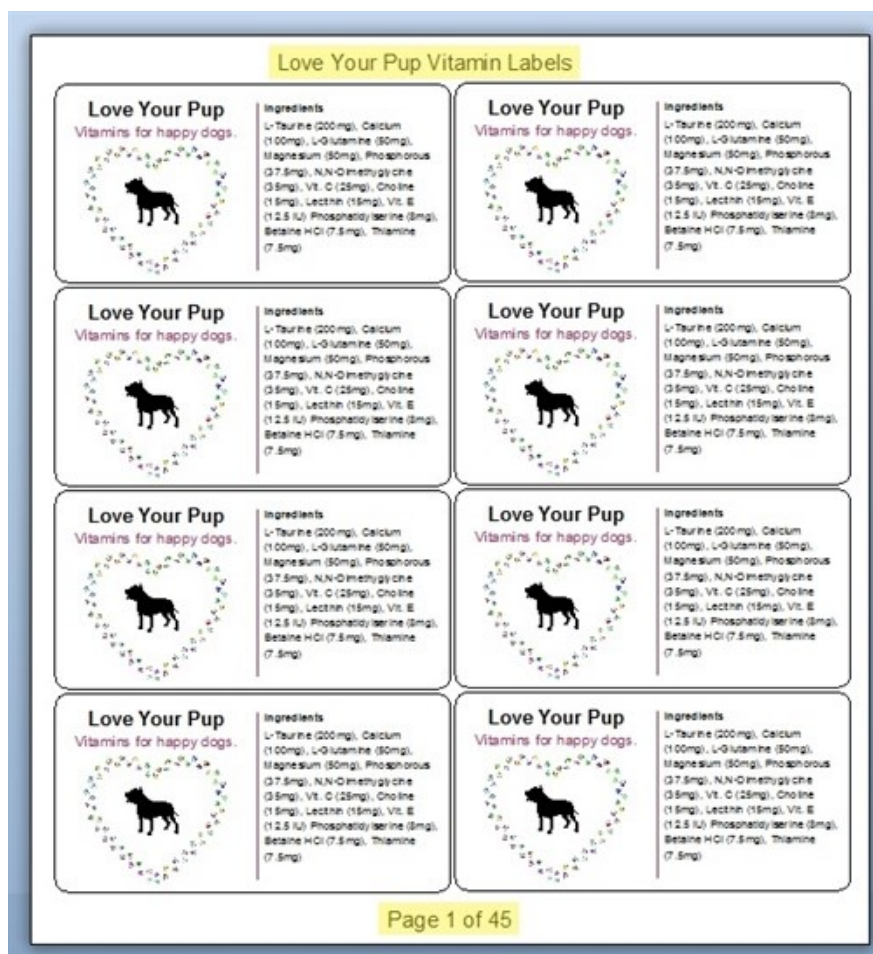 Love Your Pup Vitamin Labels
Love Your Pup
Vitamins for happy dogs.
Ingredients
L-Taurine (200mg), Calcium
(100mg), L-Glutamine (50mg),
Magnesium (50mg), Phosphorous
(37.5mg), N,N-Dimethyglycine
(35mg), Vit. C (25mg), Choline
(15mg), Lecithin (15mg), Vit. E
(12.5 IU) Phosphatidylserine (8mg),
Betaine HCl (7.5mg), Thiamine
(7.5mg)
Love Your Pup
Vitamins for happy dogs.
Ingredients
L-Taurine (200mg), Calcium
(100mg), L-Glutamine (50mg),
Magnesium (50mg), Phosphorous
(37.5mg), N,N-Dimethyglycine
(35mg), Vit. C (25mg), Choline
(15mg), Lecithin (15mg), Vit. E
(12.5 IU) Phosphatidylserine (8mg),
Betaine HCl (7.5mg), Thiamine
(7.5mg)
Love Your Pup
Vitamins for happy dogs.
Ingredients
L-Taurine (200mg), Calcium
(100mg), L-Glutamine (50mg),
Magnesium (50mg), Phosphorous
(37.5mg), N,N-Dimethyglycine
(35mg), Vit. C (25mg), Choline
(15mg), Lecithin (15mg), Vit. E
(12.5 IU) Phosphatidylserine (8mg),
Betaine HCl (7.5mg), Thiamine
(7.5mg)
Love Your Pup
Vitamins for happy dogs.
Ingredients
L-Taurine (200mg), Calcium
(100mg), L-Glutamine (50mg),
Magnesium (50mg), Phosphorous
(37.5mg), N,N-Dimethyglycine
(35mg), Vit. C (25mg), Choline
(15mg), Lecithin (15mg), Vit. E
(12.5 IU) Phosphatidylserine (8mg),
Betaine HCl (7.5mg), Thiamine
(7.5mg)
Love Your Pup
Vitamins for happy dogs.
Ingredients
L-Taurine (200mg), Calcium
(100mg), L-Glutamine (50mg),
Magnesium (50mg), Phosphorous
(37.5mg), N,N-Dimethyglycine
(35mg), Vit. C (25mg), Choline
(15mg), Lecithin (15mg), Vit. E
(12.5 IU) Phosphatidylserine (8mg),
Betaine HCl (7.5mg), Thiamine
(7.5mg)
Love Your Pup
Vitamins for happy dogs.
Ingredients
L-Taurine (200mg), Calcium
(100mg), L-Glutamine (50mg),
Magnesium (50mg), Phosphorous
(37.5mg), N,N-Dimethyglycine
(35mg), Vit. C (25mg), Choline
(15mg), Lecithin (15mg), Vit. E
(12.5 IU) Phosphatidylserine (8mg),
Betaine HCl (7.5mg), Thiamine
(7.5mg)
Love Your Pup
Vitamins for happy dogs.
Ingredients
L-Taurine (200mg), Calcium
(100mg), L-Glutamine (50mg),
Magnesium (50mg), Phosphorous
(37.5mg), N,N-Dimethyglycine
(35mg), Vit. C (25mg), Choline
(15mg), Lecithin (15mg), Vit. E
(12.5 IU) Phosphatidylserine (8mg),
Betaine HCl (7.5mg), Thiamine
(7.5mg)
Love Your Pup
Vitamins for happy dogs.
Ingredients
L-Taurine (200mg), Calcium
(100mg), L-Glutamine (50mg),
Magnesium (50mg), Phosphorous
(37.5mg), N,N-Dimethyglycine
(35mg), Vit. C (25mg), Choline
(15mg), Lecithin (15mg), Vit. E
(12.5 IU) Phosphatidylserine (8mg),
Betaine HCl (7.5mg), Thiamine
(7.5mg)
Page 1 of 45